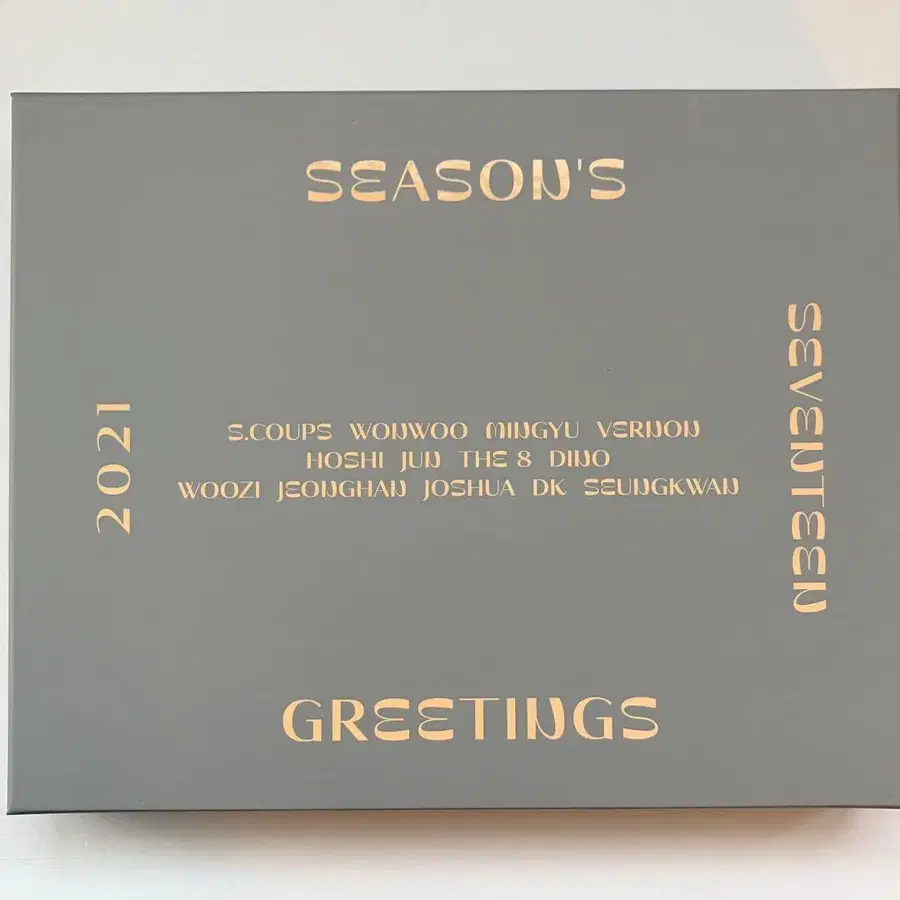 SEASON'S
SEVENTEEN
2021
S.COUPS WONWOO MINGYU VERNON
HOSHI JUN THE 8 DINO
WOOZI JEONGHAN JOSHUA DK SEUNGKWAN
GREETINGS